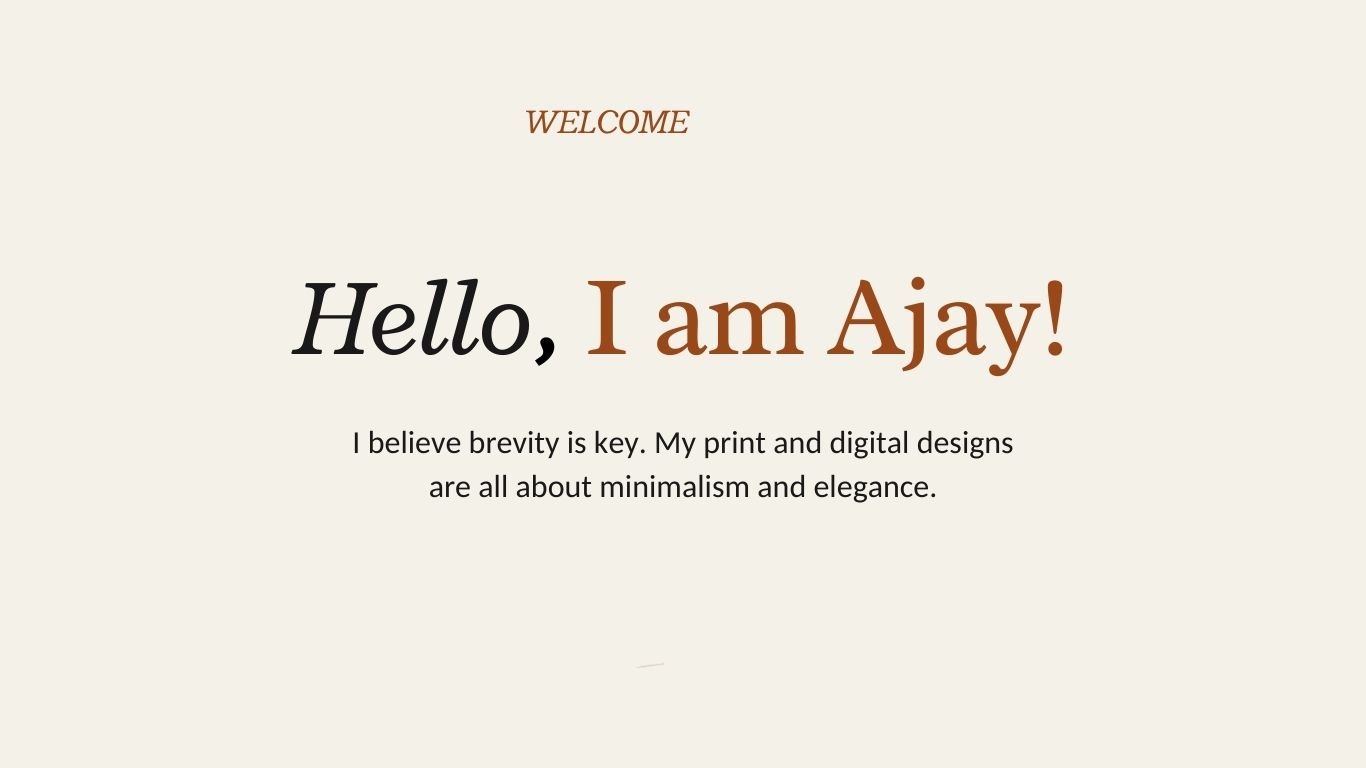 WELCOME
Hello, I am Ajay!
I believe brevity is key. My print and digital designs
are all about minimalism and elegance.